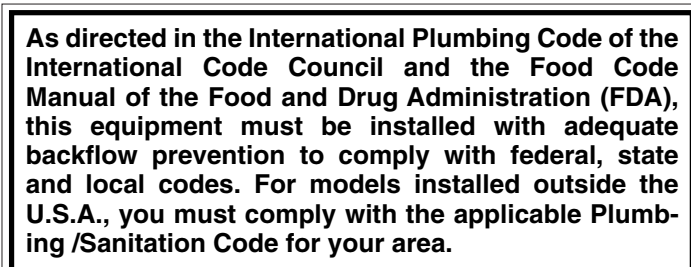 As directed in the International Plumbing Code of the
International Code Council and the Food Code
Manual of the Food and Drug Administration (FDA),
this equipment must be installed with adequate
backflow prevention to comply with federal, state
and local codes. For models installed outside the
U.S.A., you must comply with the applicable Plumb-
ing /Sanitation Code for your area.